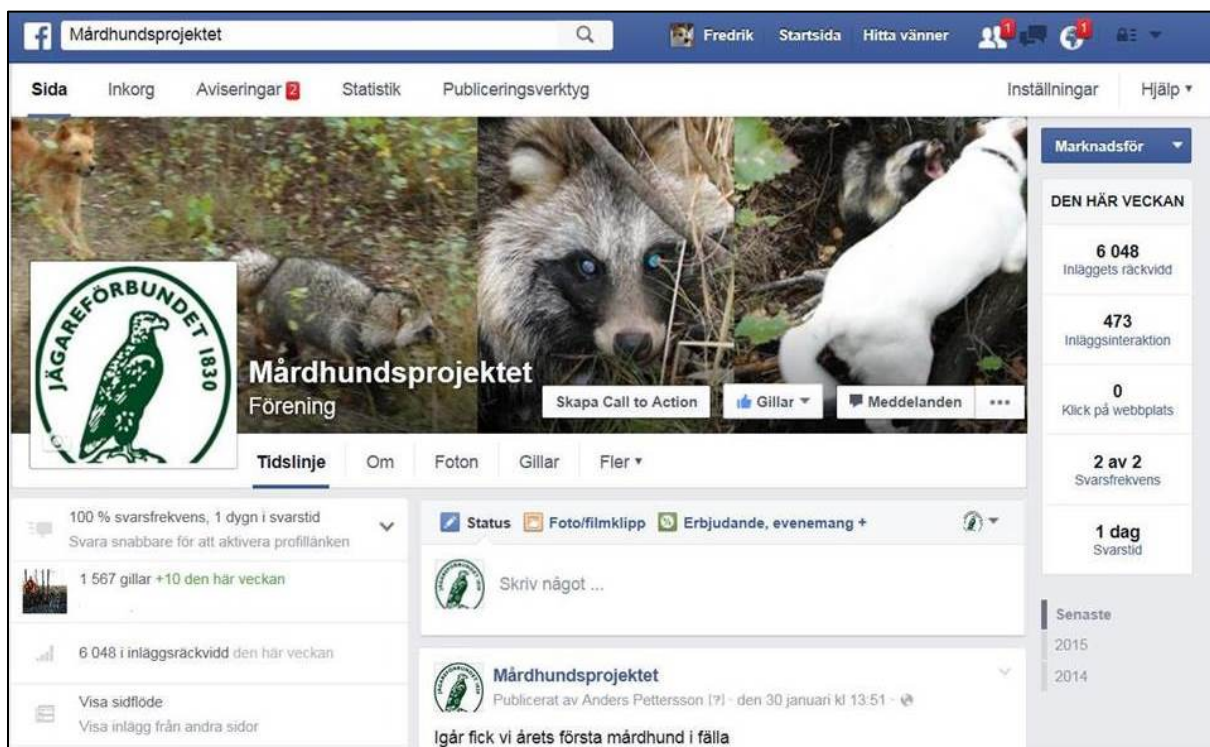 Mårdhundsprojektet
Fredrik Startsida Hitta vänner 1 1
Sida Inkorg Aviseringar 2 Statistik Publiceringsverktyg Inställningar Hjälp
Marknadsför
DEN HÄR VECKAN
6 048
Inläggets räckvidd
473
Inläggsinteraktion
0
Klick på webbplats
2 av 2
Svarsfrekvens
1 dag
Svarstid
Senaste
2015
2014
JÄGAREFÖRBUNDET 1830
Mårdhundsprojektet
Förening
Skapa Call to Action Gillar Meddelanden ...
Tidslinje Om Foton Gillar Fler
100 % svarsfrekvens, 1 dygn i svarstid
Svara snabbare för att aktivera profillänken
1 567 gillar +10 den här veckan
6 048 i inläggsräckvidd den här veckan
Visa sidflöde
Visa inlägg från andra sidor
Status Foto/filmklipp Erbjudande, evenemang +
Skriv något ...
Mårdhundsprojektet
Publicerat av Anders Pettersson [?] · den 30 januari kl 13:51 ·
Igår fick vi årets första mårdhund i fälla